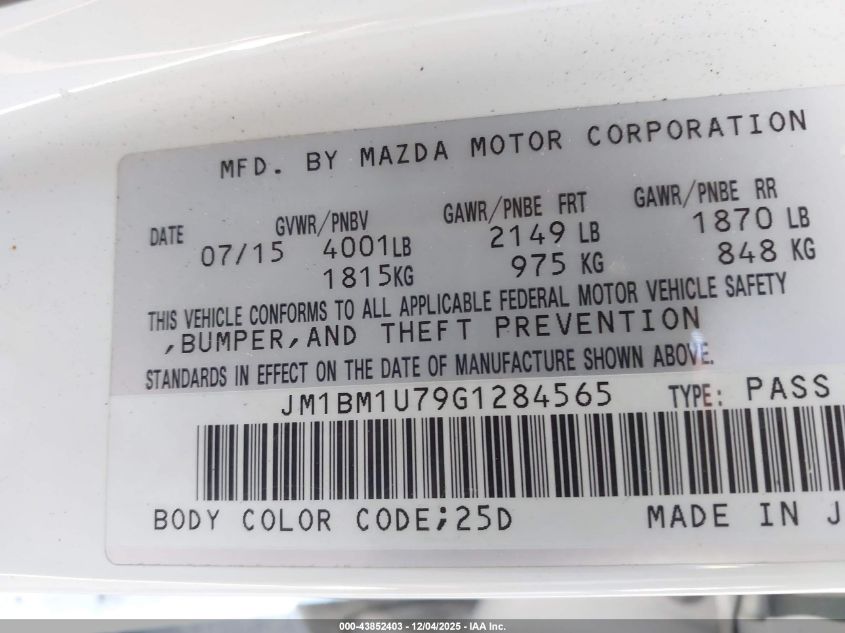 MFD. BY MAZDA MOTOR CORPORATION
DATE GVWR/PNBV GAWR/PNBE FRT GAWR/PNBE RR
07/15 4001LB 2149 LB 1870 LB
1815KG 975 KG 848 KG
THIS VEHICLE CONFORMS TO ALL APPLICABLE FEDERAL MOTOR VEHICLE SAFETY
,BUMPER,AND THEFT PREVENTION
STANDARDS IN EFFECT ON THE DATE OF MANUFACTURE SHOWN ABOVE.
JM1BM1U79G1284565 TYPE: PASS
BODY COLOR CODE;25D MADE IN J
000-43852403 - 12/04/2025 - IAA Inc.